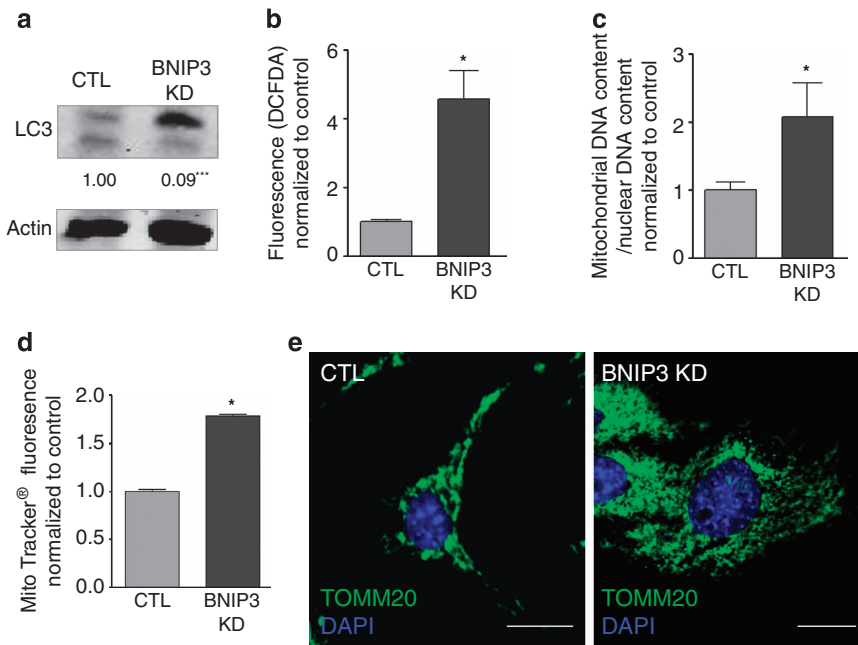 a
CTL
BNIP3
KD
LC3
1.00
0.09***
Actin
b
Fluorescence (DCFDA)
normalized to control
6
4
2
0
*
CTL
BNIP3
KD
c
Mitochondrial DNA content
/nuclear DNA content
normalized to control
3
2
1
0
*
CTL
BNIP3
KD
d
Mito Tracker® fluoresence
normalized to control
2.0
1.5
1.0
0.5
0.0
*
CTL
BNIP3
KD
e
CTL
TOMM20
DAPI
BNIP3 KD
TOMM20
DAPI